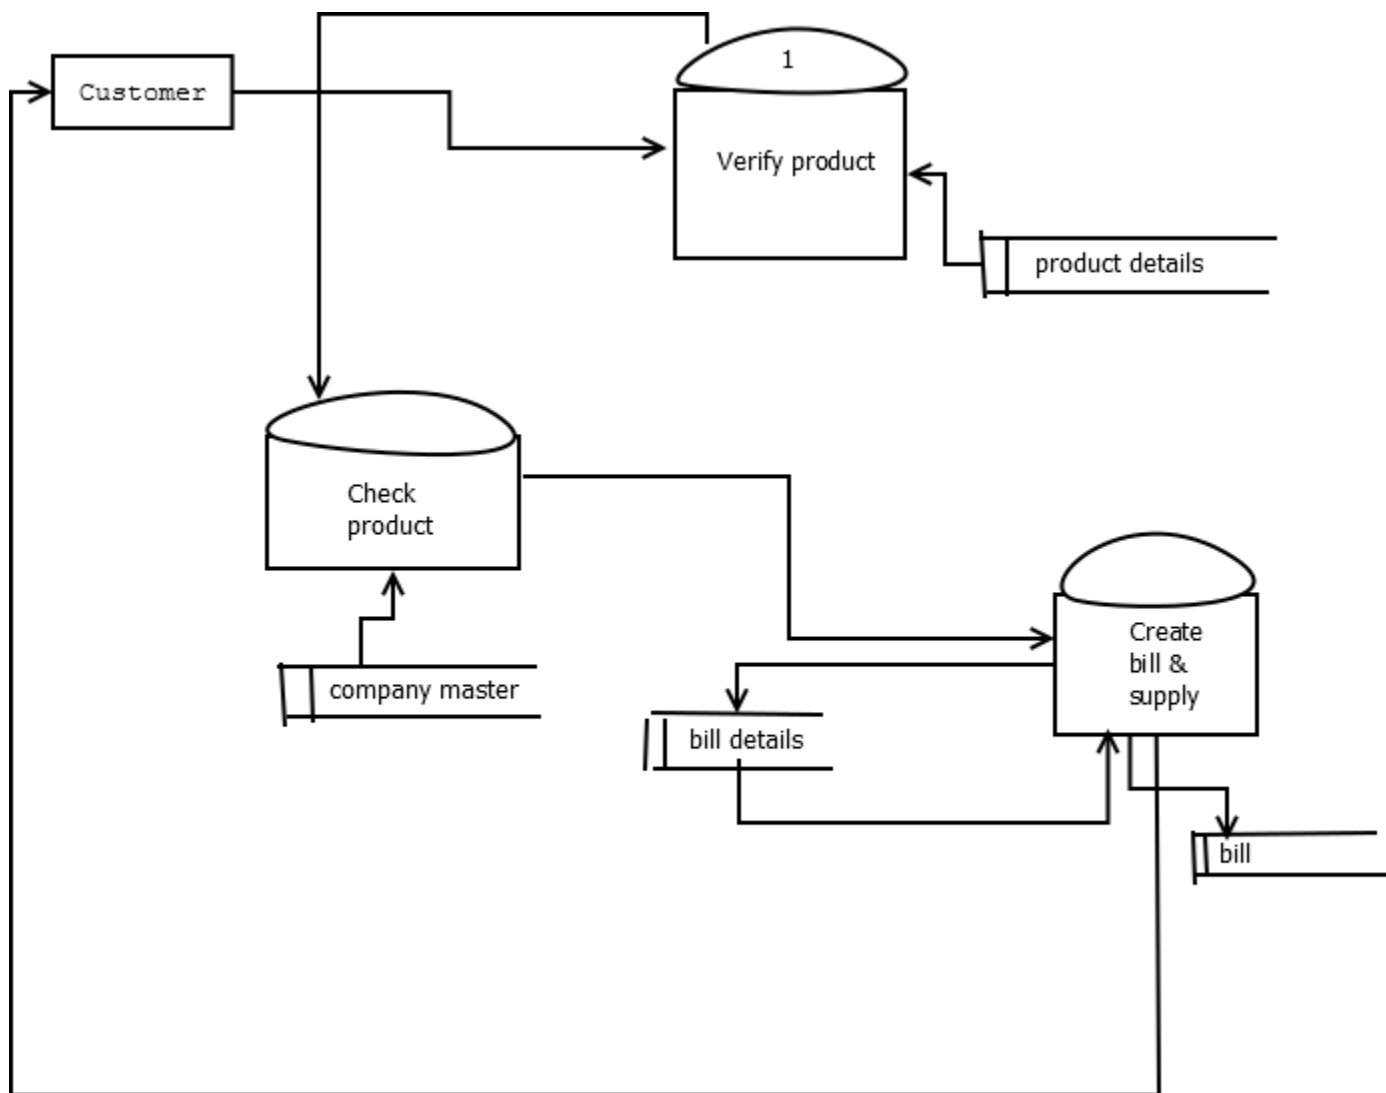 1
Customer
Verify product
product details
Check
product
Create
bill &
supply
company master
bill details
bill